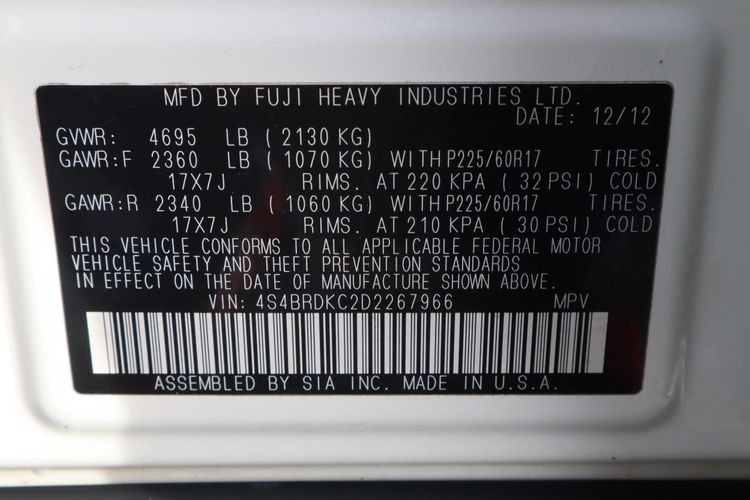 MFD BY FUJI HEAVY INDUSTRIES LTD.
DATE: 12/12
GVWR: 4695 LB ( 2130 KG)
GAWR:F 2360 LB ( 1070 KG) WITHP225/60R17 TIRES.
17X7J RIMS. AT 220 KPA ( 32 PSI) COLD
GAWR:R 2340 LB ( 1060 KG) WITHP225/60R17 TIRES.
17X7J RIMS. AT 210 KPA ( 30 PSI) COLD
THIS VEHICLE CONFORMS TO ALL APPLICABLE FEDERAL MOTOR
VEHICLE SAFETY AND THEFT PREVENTION STANDARDS
IN EFFECT ON THE DATE OF MANUFACTURE SHOWN ABOVE.
VIN: 4S4BRDKC2D2267966 MPV
ASSEMBLED BY SIA INC. MADE IN U.S.A.